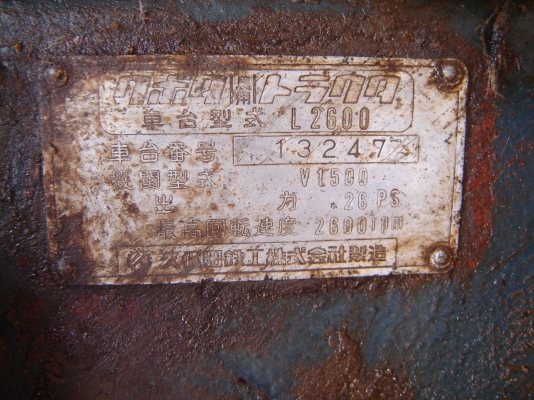 クボタ トラクタ
車台型式 L2600
車台番号 13247
機関型式 V1500
出力 26PS
最高回転速度 2600rpm
久保田鉄工株式会社製造